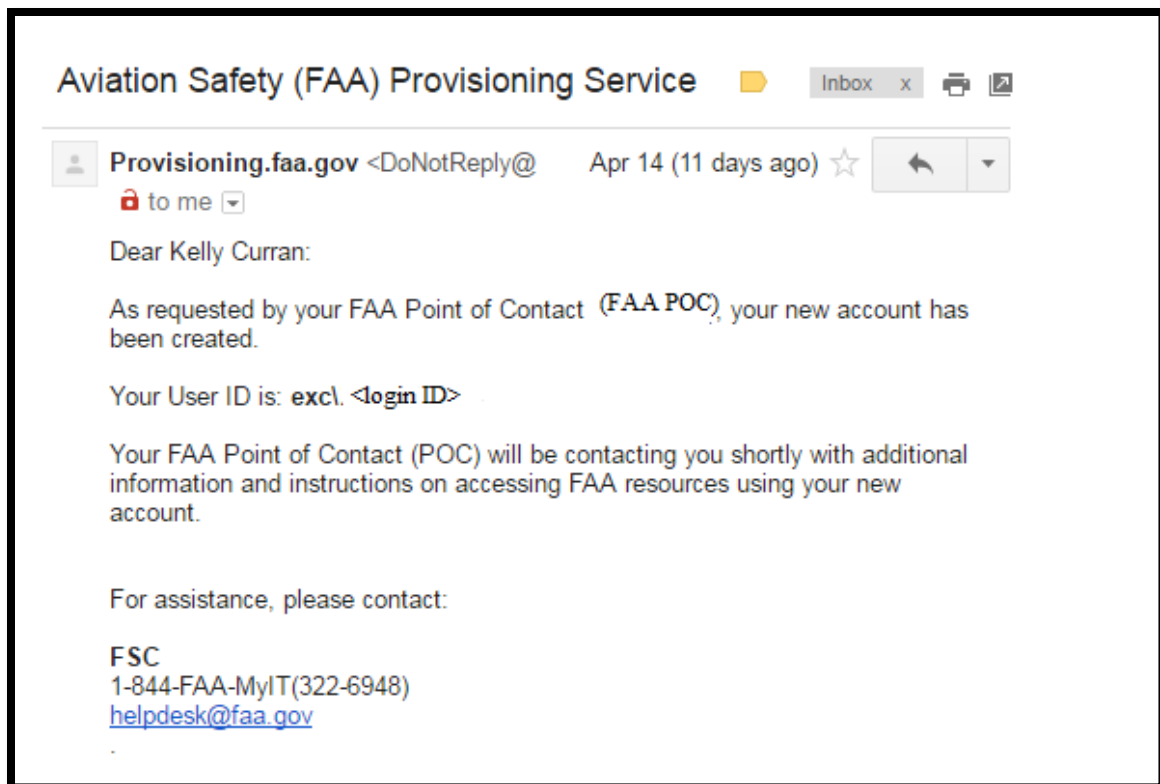 Aviation Safety (FAA) Provisioning Service
Inbox x
Provisioning.faa.gov <DoNotReply@ Apr 14 (11 days ago)
to me
Dear Kelly Curran:
As requested by your FAA Point of Contact (FAA POC), your new account has
been created.
Your User ID is: exc\. <login ID>
Your FAA Point of Contact (POC) will be contacting you shortly with additional
information and instructions on accessing FAA resources using your new
account.
For assistance, please contact:
FSC
1-844-FAA-MyIT(322-6948)
helpdesk@faa.gov
.